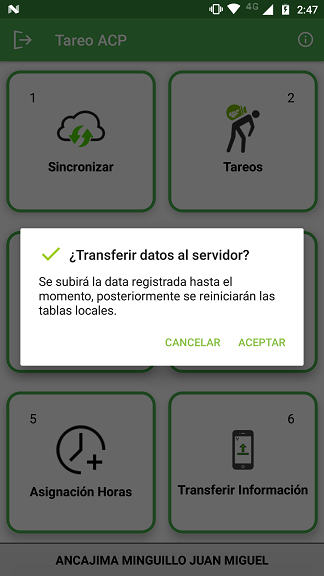 4G 2:47
Tareo ACP
1
2
Sincronizar
Tareos
¿Transferir datos al servidor?
Se subirá la data registrada hasta el
momento, posteriormente se reiniciarán las
tablas locales.
CANCELAR ACEPTAR
5
6
Asignación Horas
Transferir Información
ANCAJIMA MINGUILLO JUAN MIGUEL